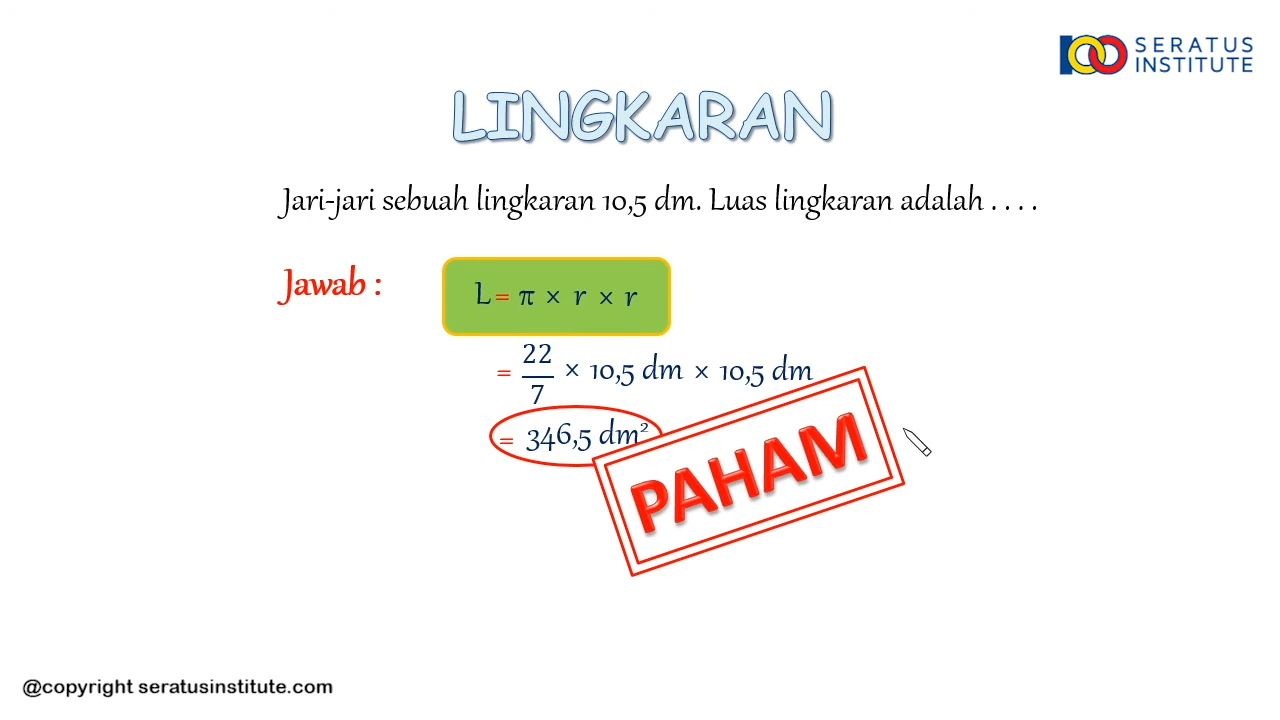 SERATUS
INSTITUTE
LINGKARAN
Jari-jari sebuah lingkaran 10,5 dm. Luas lingkaran adalah . . . .
Jawab :
L = π × r × r
= 22/7 × 10,5 dm × 10,5 dm
= 346,5 dm²
PAHAM
@copyright seratusinstitute.com